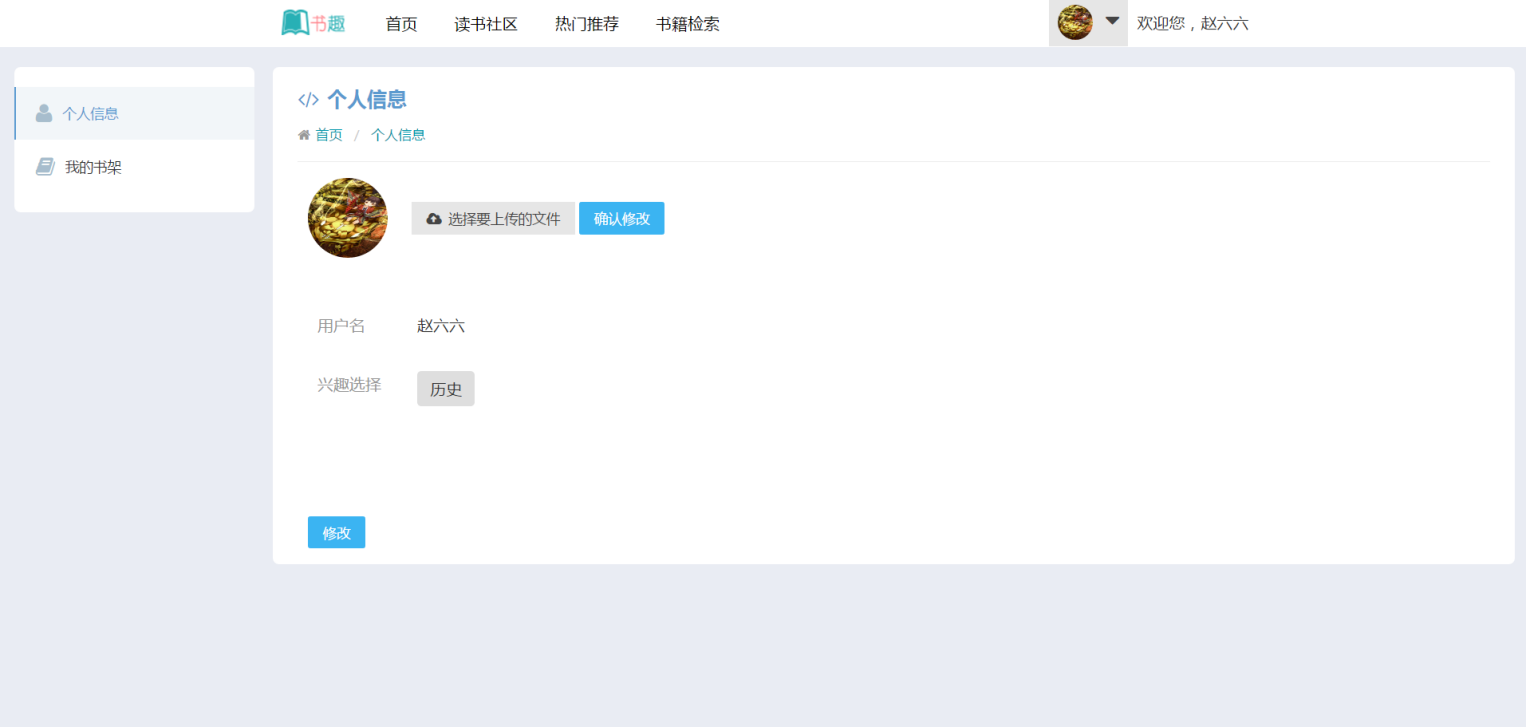 书趣 首页 读书社区 热门推荐 书籍检索 欢迎您，赵六六
个人信息
我的书架
</> 个人信息
首页 / 个人信息
选择要上传的文件 确认修改
用户名 赵六六
兴趣选择 历史
修改